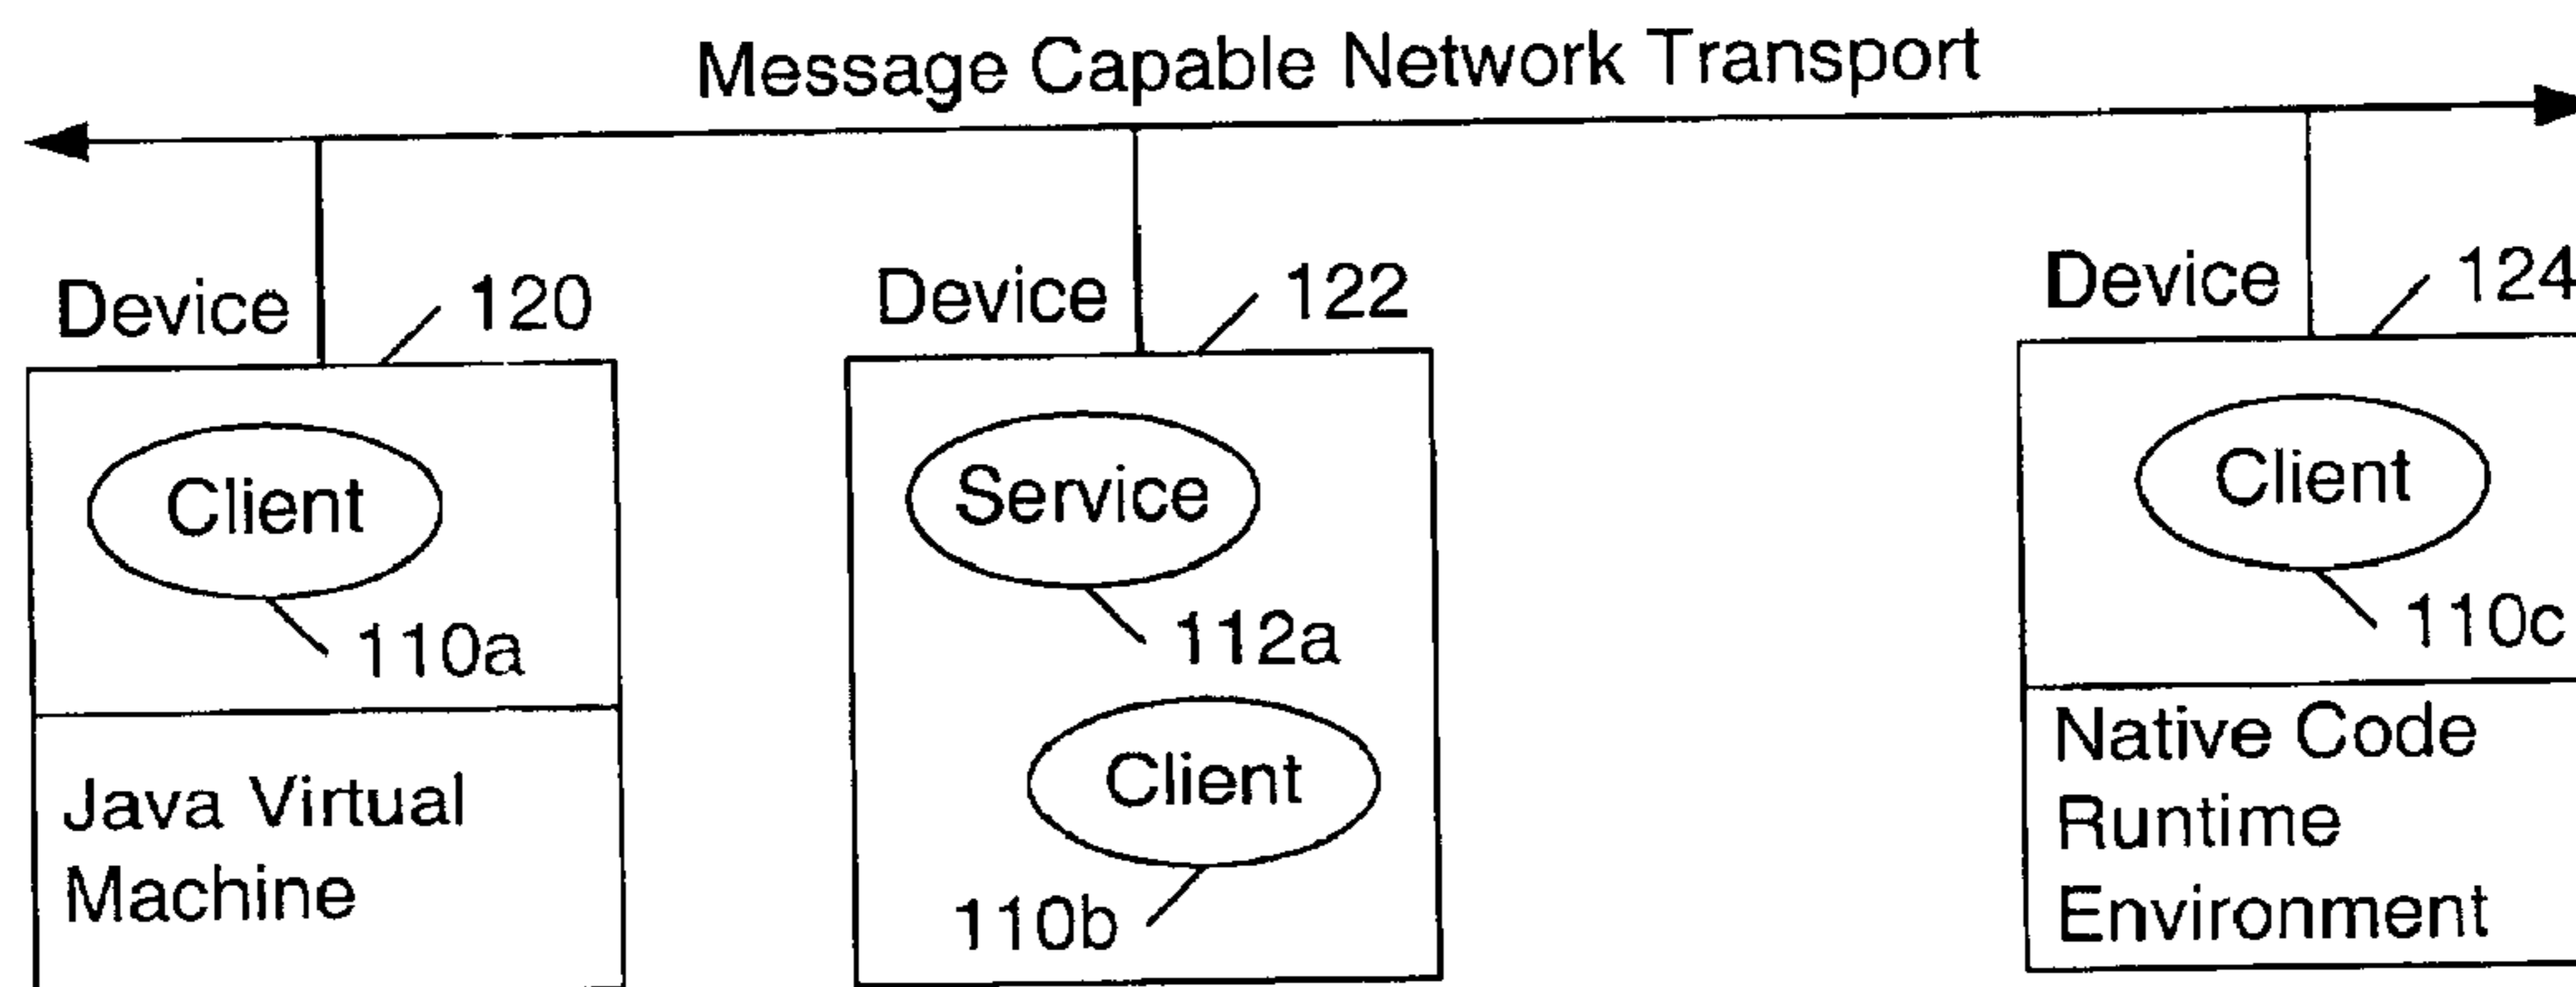 Message Capable Network Transport
Device 120
Device 122
Device 124
Client
110a
Java Virtual
Machine
Service
112a
Client
110b
Client
110c
Native Code
Runtime
Environment